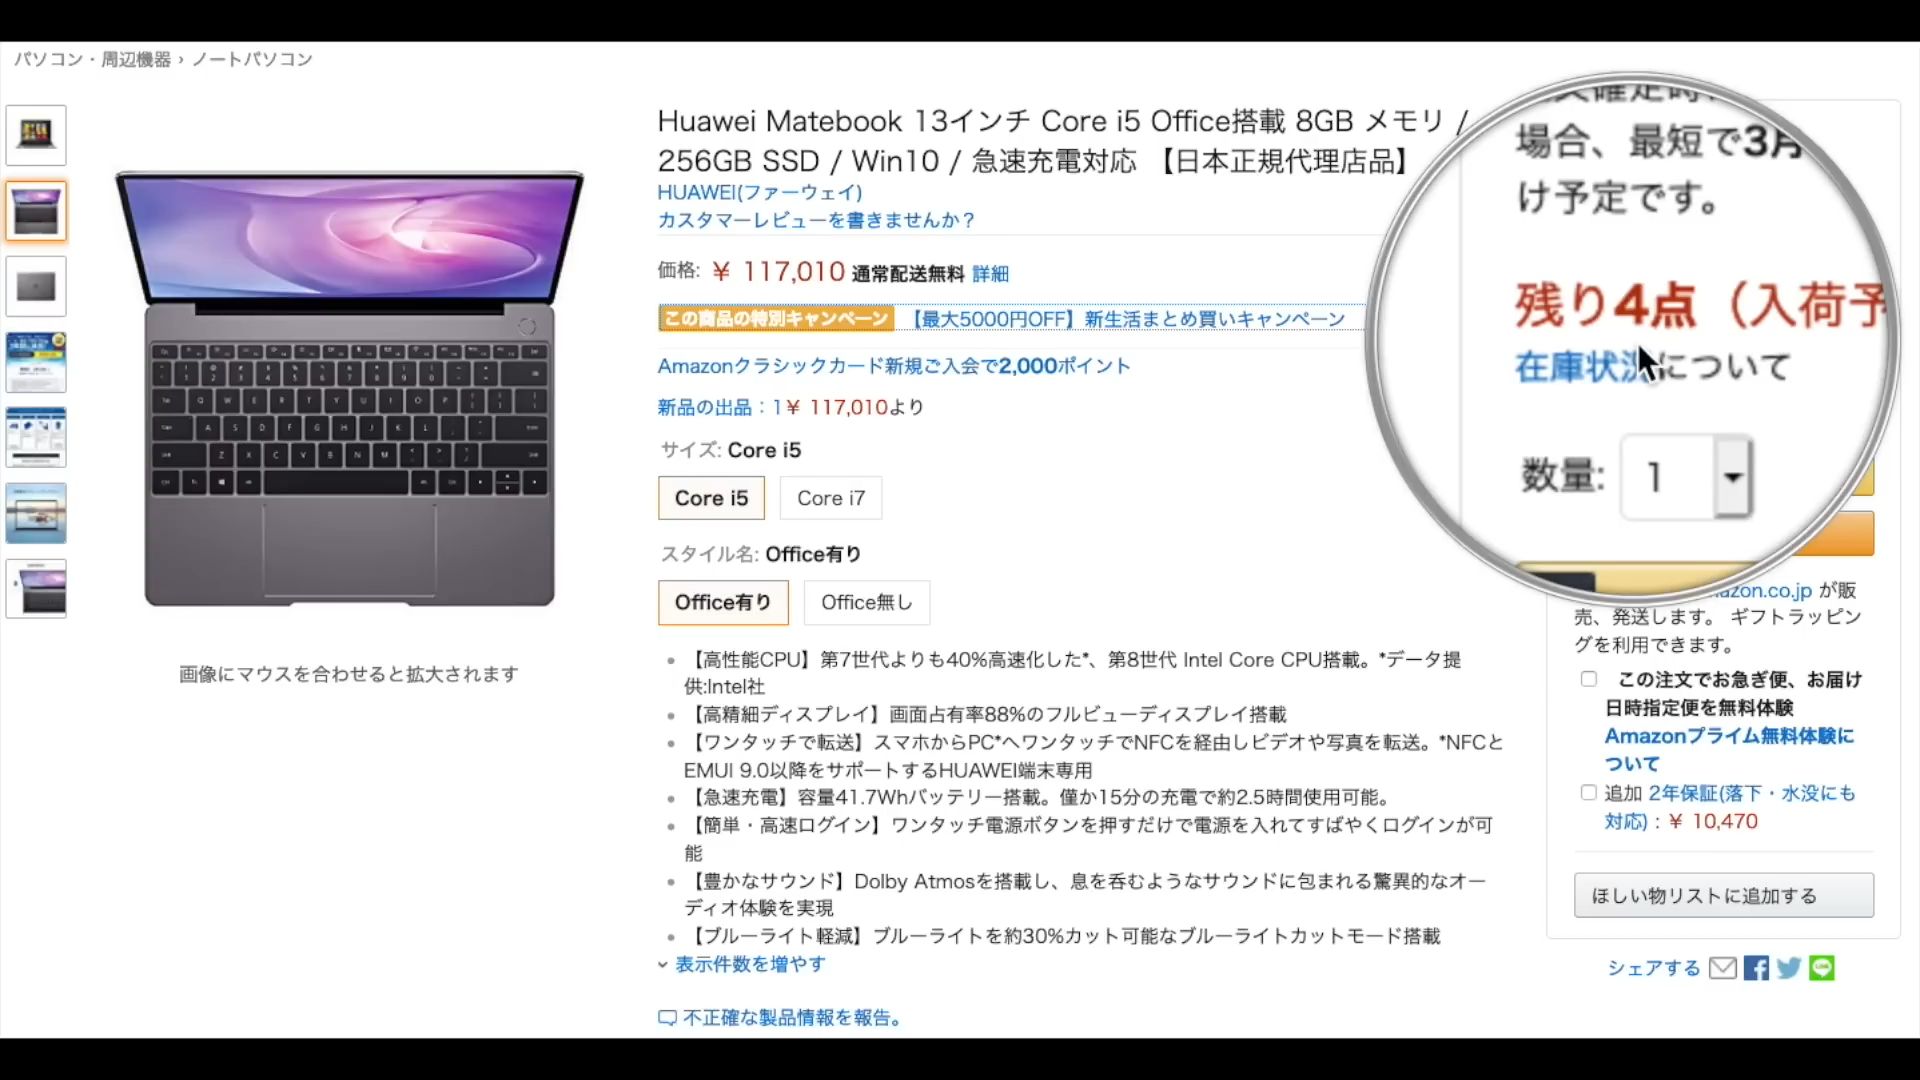 パソコン・周辺機器 › ノートパソコン
Huawei Matebook 13インチ Core i5 Office搭載 8GB メモリ /
256GB SSD / Win10 / 急速充電対応 【日本正規代理店品】
HUAWEI(ファーウェイ)
カスタマーレビューを書きませんか?
価格: ¥ 117,010 通常配送無料 詳細
この商品の特別キャンペーン 【最大5000円OFF】新生活まとめ買いキャンペーン
Amazonクラシックカード新規ご入会で2,000ポイント
新品の出品:1¥ 117,010より
サイズ: Core i5
Core i5 Core i7
スタイル名: Office有り
Office有り Office無し
【高性能CPU】第7世代よりも40%高速化した*、第8世代 Intel Core CPU搭載。*データ提
供:Intel社
【高精細ディスプレイ】画面占有率88%のフルビューディスプレイ搭載
【ワンタッチで転送】スマホからPC*へワンタッチでNFCを経由しビデオや写真を転送。*NFCと
EMUI 9.0以降をサポートするHUAWEI端末専用
【急速充電】容量41.7Whバッテリー搭載。僅か15分の充電で約2.5時間使用可能。
【簡単・高速ログイン】ワンタッチ電源ボタンを押すだけで電源を入れてすばやくログインが可
能
【豊かなサウンド】Dolby Atmosを搭載し、息を呑むようなサウンドに包まれる驚異的なオー
ディオ体験を実現
【ブルーライト軽減】ブルーライトを約30%カット可能なブルーライトカットモード搭載
表示件数を増やす
不正確な製品情報を報告。
画像にマウスを合わせると拡大されます
場合、最短で3月
け予定です。
残り4点（入荷予
在庫状況について
数量: 1
azon.co.jp が販
売、発送します。 ギフトラッピン
グを利用できます。
この注文でお急ぎ便、お届け
日時指定便を無料体験
Amazonプライム無料体験に
ついて
追加 2年保証(落下・水没にも
対応) : ¥ 10,470
ほしい物リストに追加する
シェアする